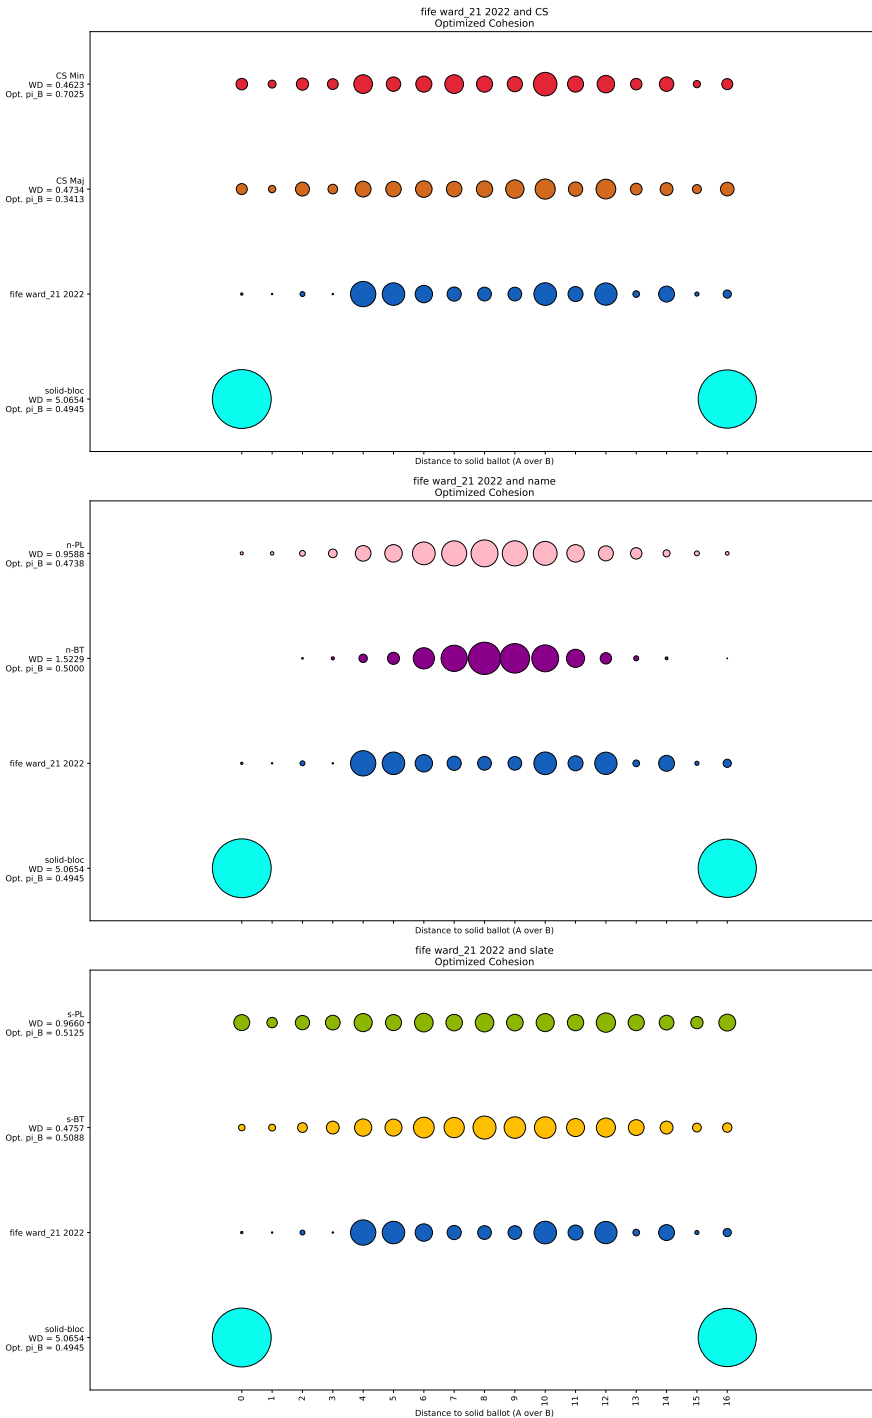 fife ward_21 2022 and CS
Optimized Cohesion
CS Min
WD = 0.4623
Opt. pi_B = 0.7025
CS Maj
WD = 0.4734
Opt. pi_B = 0.3413
fife ward_21 2022
solid-bloc
WD = 5.0654
Opt. pi_B = 0.4945
Distance to solid ballot (A over B)
fife ward_21 2022 and name
Optimized Cohesion
n-PL
WD = 0.9588
Opt. pi_B = 0.4738
n-BT
WD = 1.5229
Opt. pi_B = 0.5000
fife ward_21 2022
solid-bloc
WD = 5.0654
Opt. pi_B = 0.4945
Distance to solid ballot (A over B)
fife ward_21 2022 and slate
Optimized Cohesion
s-PL
WD = 0.9660
Opt. pi_B = 0.5125
s-BT
WD = 0.4757
Opt. pi_B = 0.5088
fife ward_21 2022
solid-bloc
WD = 5.0654
Opt. pi_B = 0.4945
0 1 2 3 4 5 6 7 8 9 10 11 12 13 14 15 16
Distance to solid ballot (A over B)